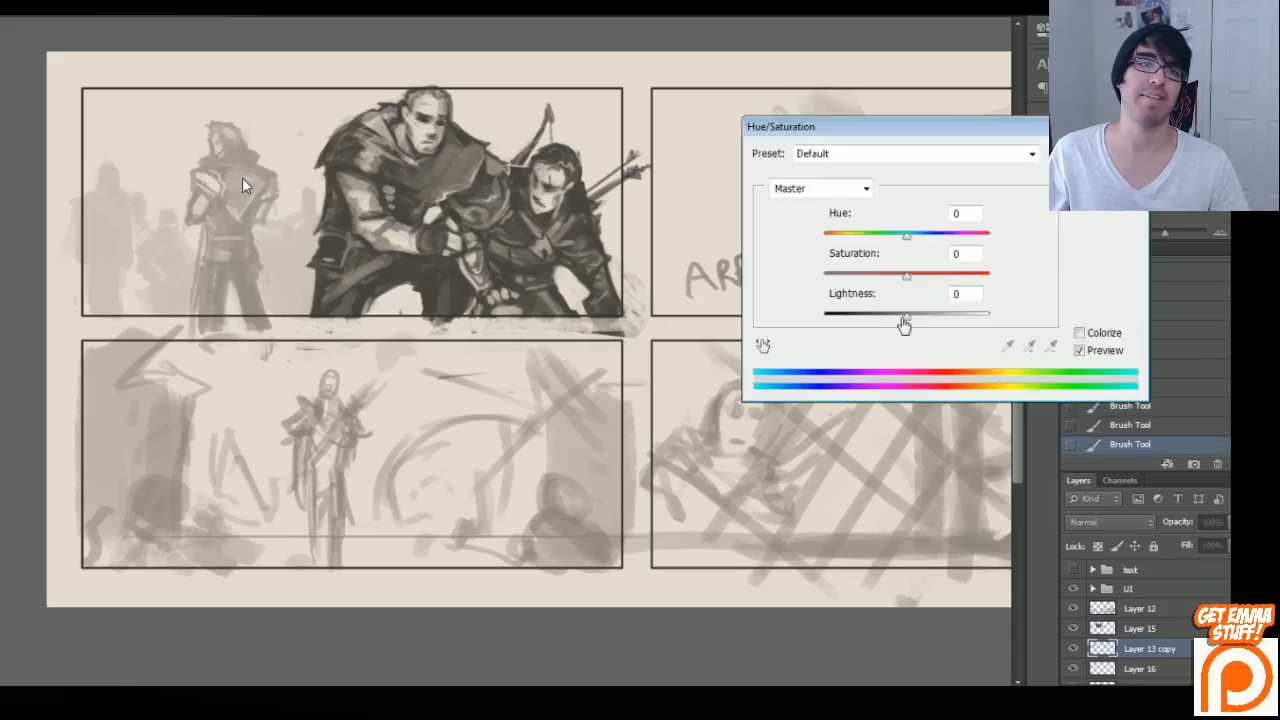 Hue/Saturation
Preset: Default
Master
Hue: 0
Saturation: 0
Lightness: 0
Colorize
Preview
Brush Tool
Brush Tool
Brush Tool
Layers Channels
Kind
Normal Opacity: 100%
Lock: Fill: 100%
text
UI
Layer 12
Layer 15
Layer 13 copy
Layer 16
GET EMMA
STUFF!